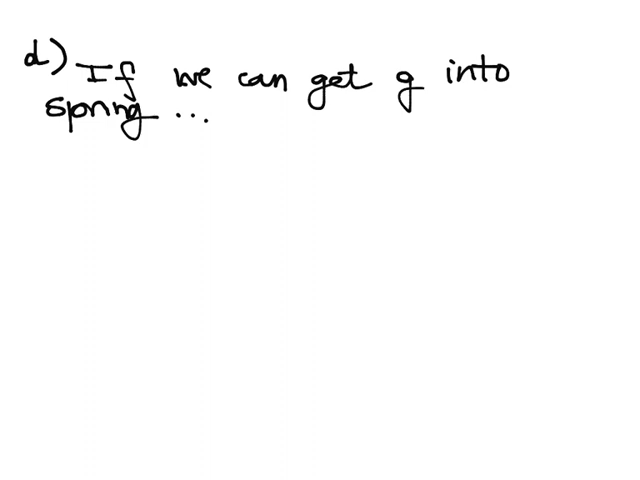 d) If we can get g into
spring ...